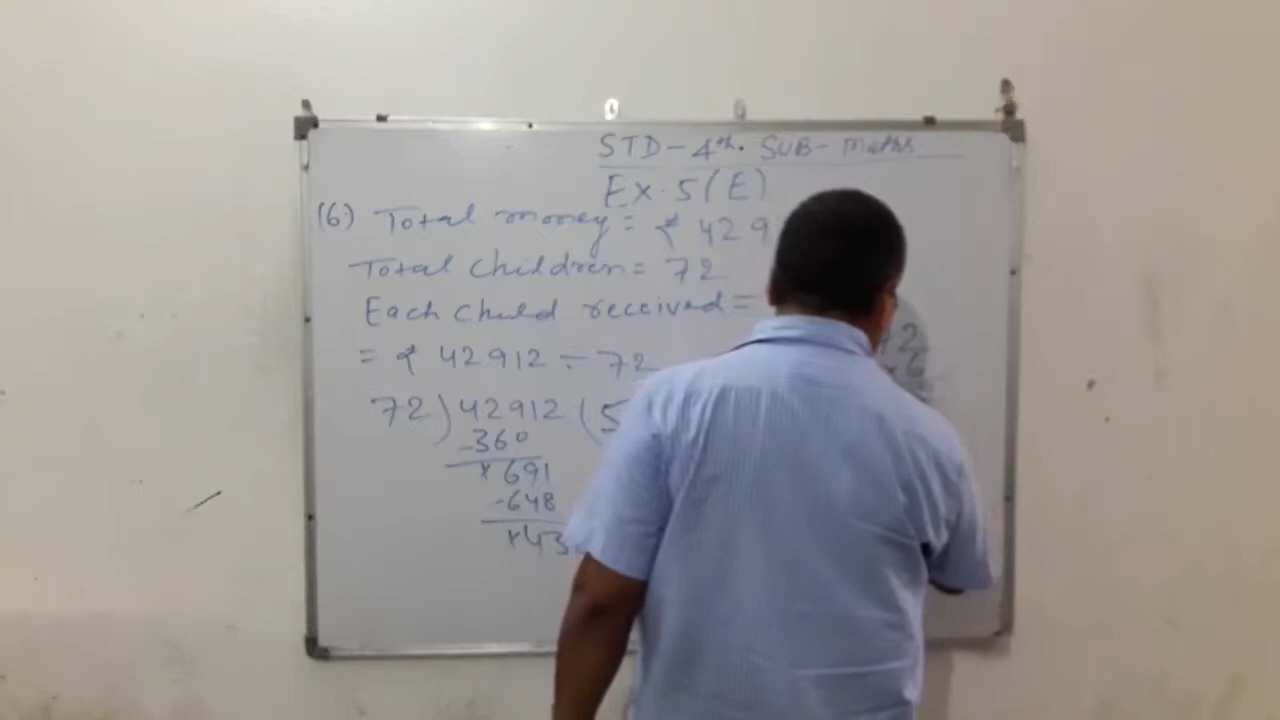 STD-4th. SUB- Maths
Ex.5(E)
(6.) Total money = ₹ 429
Total children = 72
Each child received =
= ₹ 42912 ÷ 72
72)42912(5
-360
×691
-648
×43